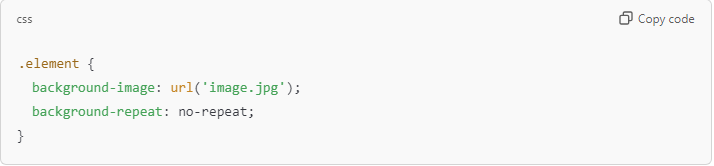 css
Copy code
.element {
background-image: url('image.jpg');
background-repeat: no-repeat;
}